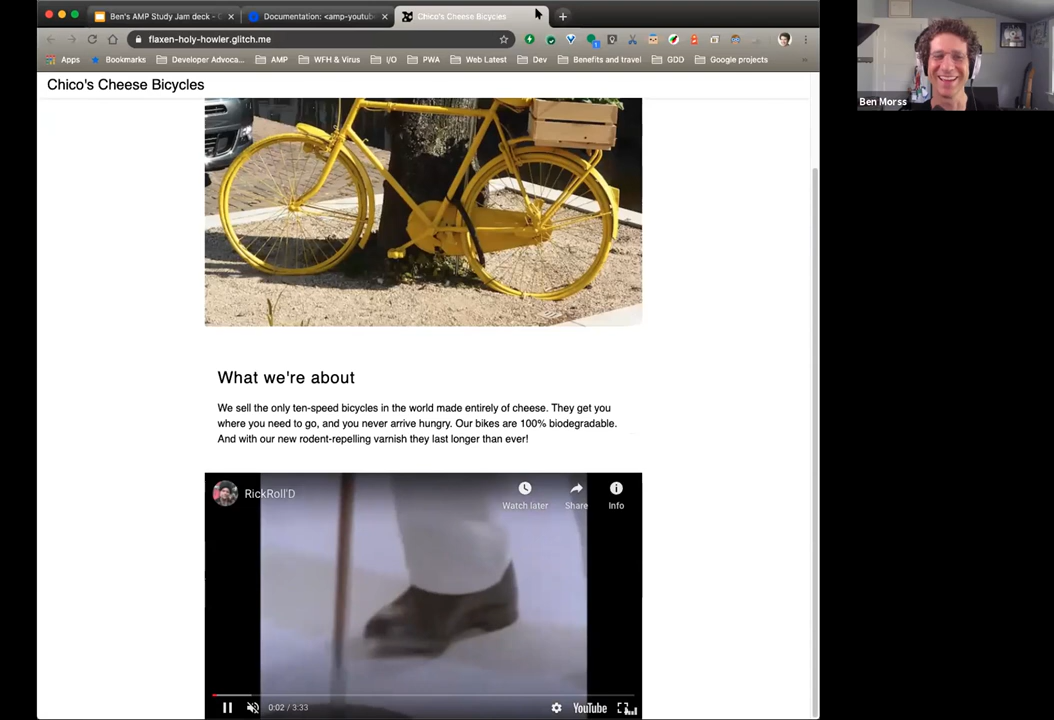 Ben's AMP Study Jam deck - G
Documentation: <amp-youtube
Chico's Cheese Bicycles
flaxen-holy-howler.glitch.me
Apps
Bookmarks
Developer Advoca...
AMP
WFH & Virus
I/O
PWA
Web Latest
Dev
Benefits and travel
GDD
Google projects
Chico's Cheese Bicycles
Ben Morss
What we're about
We sell the only ten-speed bicycles in the world made entirely of cheese. They get you
where you need to go, and you never arrive hungry. Our bikes are 100% biodegradable.
And with our new rodent-repelling varnish they last longer than ever!
RickRoll'D
Watch later
Share
Info
0:02 / 3:33
YouTube